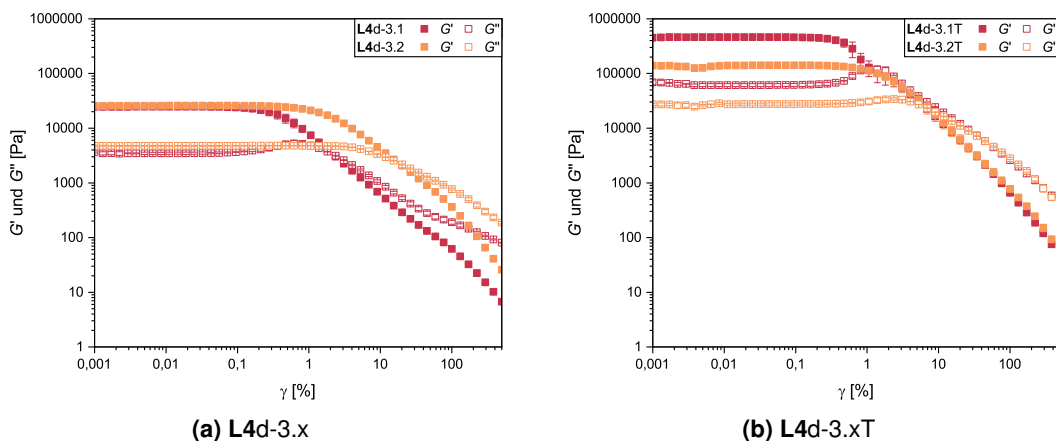 L4d-3.1 G' G"
L4d-3.2 G' G"
1000000
100000
10000
1000
100
10
1
G' und G" [Pa]
0,001 0,01 0,1 1 10 100
γ [%]
(a) L4d-3.x
L4d-3.1T G' G"
L4d-3.2T G' G"
1000000
100000
10000
1000
100
10
1
G' und G" [Pa]
0,001 0,01 0,1 1 10 100
γ [%]
(b) L4d-3.xT